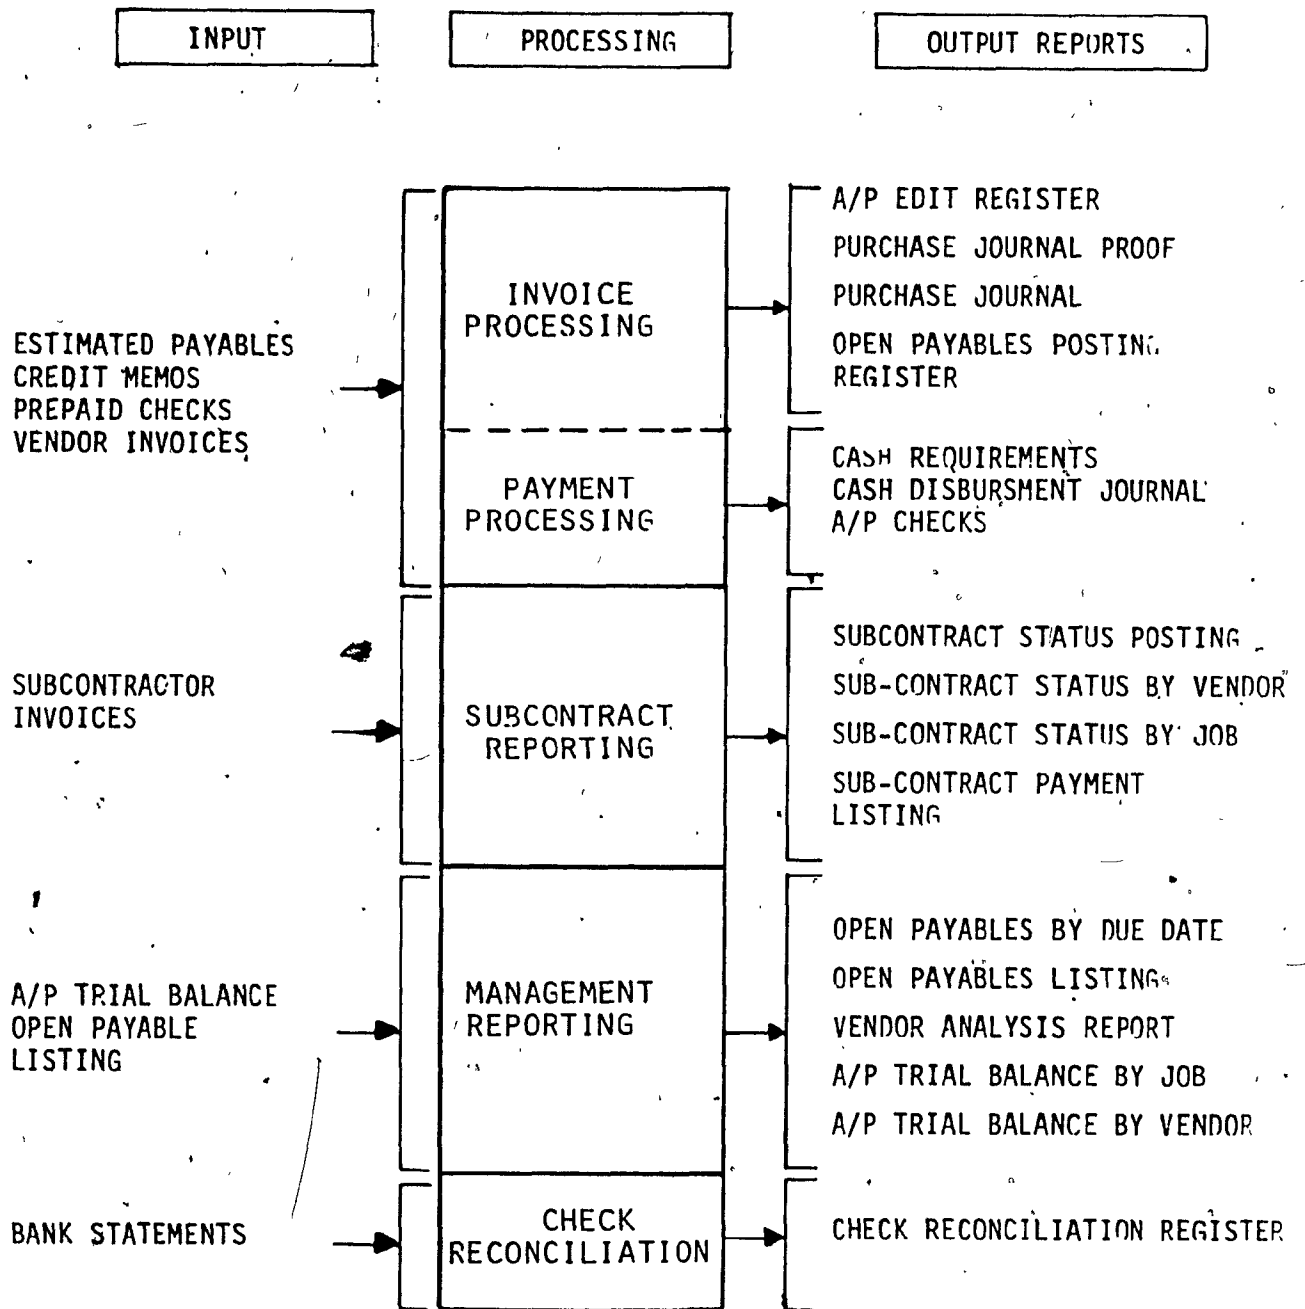 INPUT
PROCESSING
OUTPUT REPORTS
ESTIMATED PAYABLES
CREDIT MEMOS
PREPAID CHECKS
VENDOR INVOICES
INVOICE
PROCESSING
A/P EDIT REGISTER
PURCHASE JOURNAL PROOF
PURCHASE JOURNAL
OPEN PAYABLES POSTING
REGISTER
PAYMENT
PROCESSING
CASH REQUIREMENTS
CASH DISBURSMENT JOURNAL
A/P CHECKS
SUBCONTRACTOR
INVOICES
SUBCONTRACT
REPORTING
SUBCONTRACT STATUS POSTING
SUB-CONTRACT STATUS BY VENDOR
SUB-CONTRACT STATUS BY JOB
SUB-CONTRACT PAYMENT
LISTING
A/P TRIAL BALANCE
OPEN PAYABLE
LISTING
MANAGEMENT
REPORTING
OPEN PAYABLES BY DUE DATE
OPEN PAYABLES LISTING
VENDOR ANALYSIS REPORT
A/P TRIAL BALANCE BY JOB
A/P TRIAL BALANCE BY VENDOR
BANK STATEMENTS
CHECK
RECONCILIATION
CHECK RECONCILIATION REGISTER